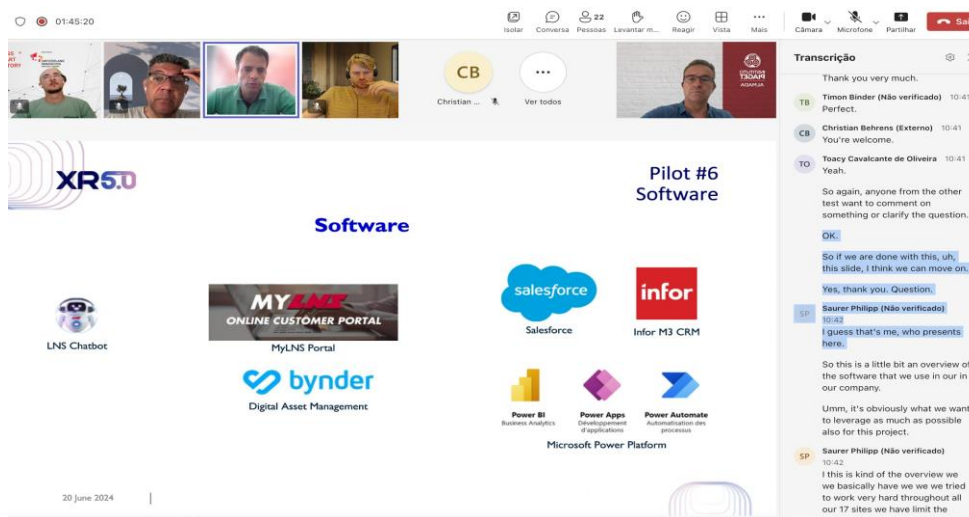 01:45:20
Isolar
Conversa
22
Pessoas
Levantar m...
Reagir
Vista
Mais
Câmara
Microfone
Partilhar
CB
Christian ...
Ver todos
XR5.0
Pilot #6
Software
Software
LNS Chatbot
MYLNS
ONLINE CUSTOMER PORTAL
MyLNS Portal
bynder
Digital Asset Management
salesforce
Salesforce
infor
Infor M3 CRM
Power BI
Business Analytics
Power Apps
Développement
d'applications
Power Automate
Automatisation des
processus
Microsoft Power Platform
20 June 2024
Transcrição
Thank you very much.
TB
Timon Binder (Não verificado) 10:41
Perfect.
CB
Christian Behrens (Externo) 10:41
You're welcome.
TO
Toacy Cavalcante de Oliveira 10:41
Yeah.
So again, anyone from the other
test want to comment on
something or clarify the question.
OK.
So if we are done with this, uh,
this slide, I think we can move on.
Yes, thank you. Question.
SP
Saurer Philipp (Não verificado)
10:42
I guess that's me, who presents
here.
So this is a little bit an overview of
the software that we use in our in
our company.
Umm, it's obviously what we want
to leverage as much as possible
also for this project.
SP
Saurer Philipp (Não verificado)
10:42
I this is kind of the overview we
we basically have we we we tried
to work very hard throughout all
our 17 sites we have limit the